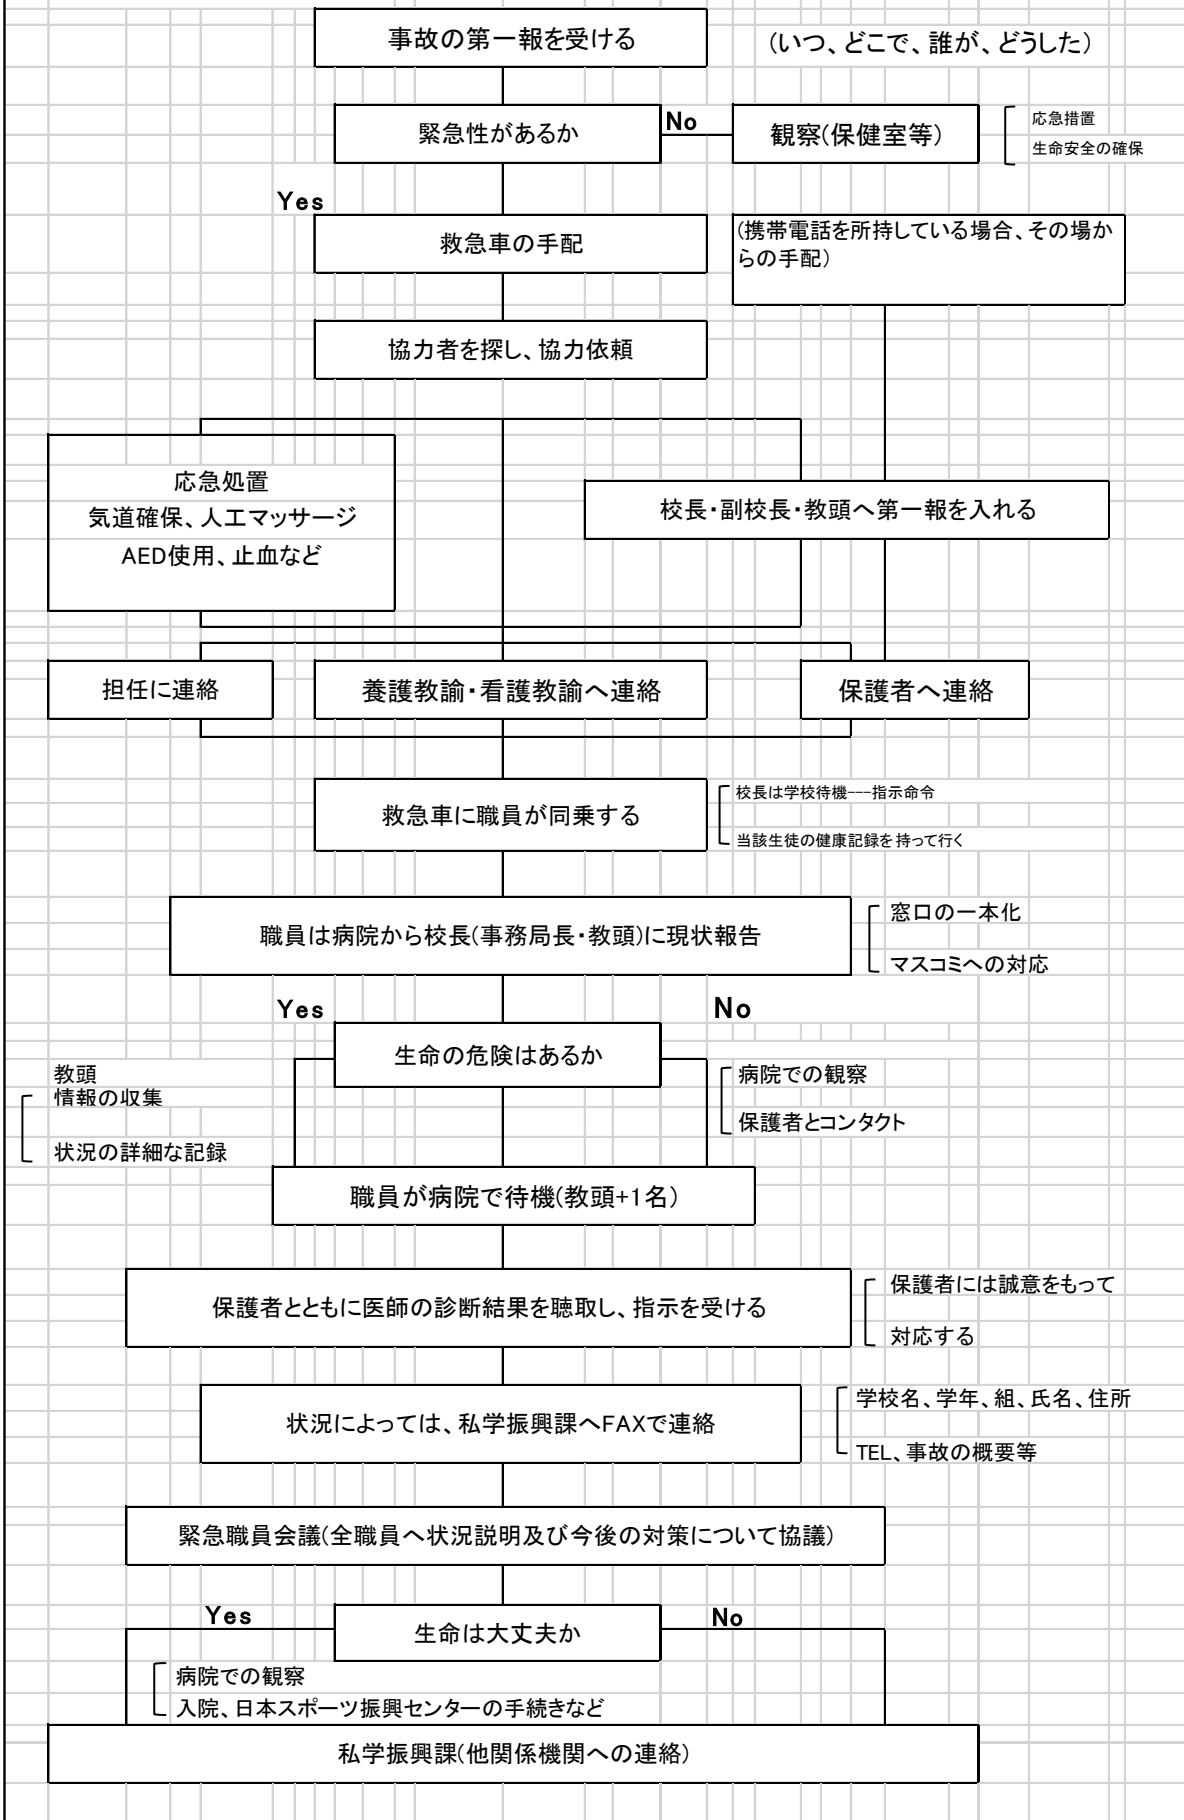 事故の第一報を受ける
(いつ、どこで、誰が、どうした)
緊急性があるか
No
観察(保健室等)
応急措置
生命安全の確保
Yes
救急車の手配
(携帯電話を所持している場合、その場か
らの手配)
協力者を探し、協力依頼
応急処置
気道確保、人工マッサージ
AED使用、止血など
校長・副校長・教頭へ第一報を入れる
担任に連絡
養護教諭・看護教諭へ連絡
保護者へ連絡
救急車に職員が同乗する
校長は学校待機---指示命令
当該生徒の健康記録を持って行く
職員は病院から校長(事務局長・教頭)に現状報告
窓口の一本化
マスコミへの対応
Yes
No
生命の危険はあるか
教頭
情報の収集
状況の詳細な記録
病院での観察
保護者とコンタクト
職員が病院で待機(教頭+1名)
保護者とともに医師の診断結果を聴取し、指示を受ける
保護者には誠意をもって
対応する
状況によっては、私学振興課へFAXで連絡
学校名、学年、組、氏名、住所
TEL、事故の概要等
緊急職員会議(全職員へ状況説明及び今後の対策について協議)
Yes
生命は大丈夫か
No
病院での観察
入院、日本スポーツ振興センターの手続きなど
私学振興課(他関係機関への連絡)